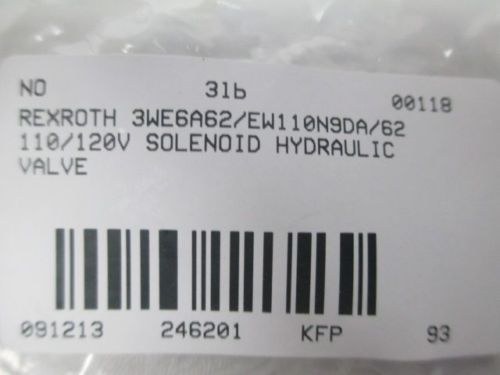 NO 3lb 00118
REXROTH 3WE6A62/EW110N9DA/62
110/120V SOLENOID HYDRAULIC
VALVE
091213 246201 KFP 93